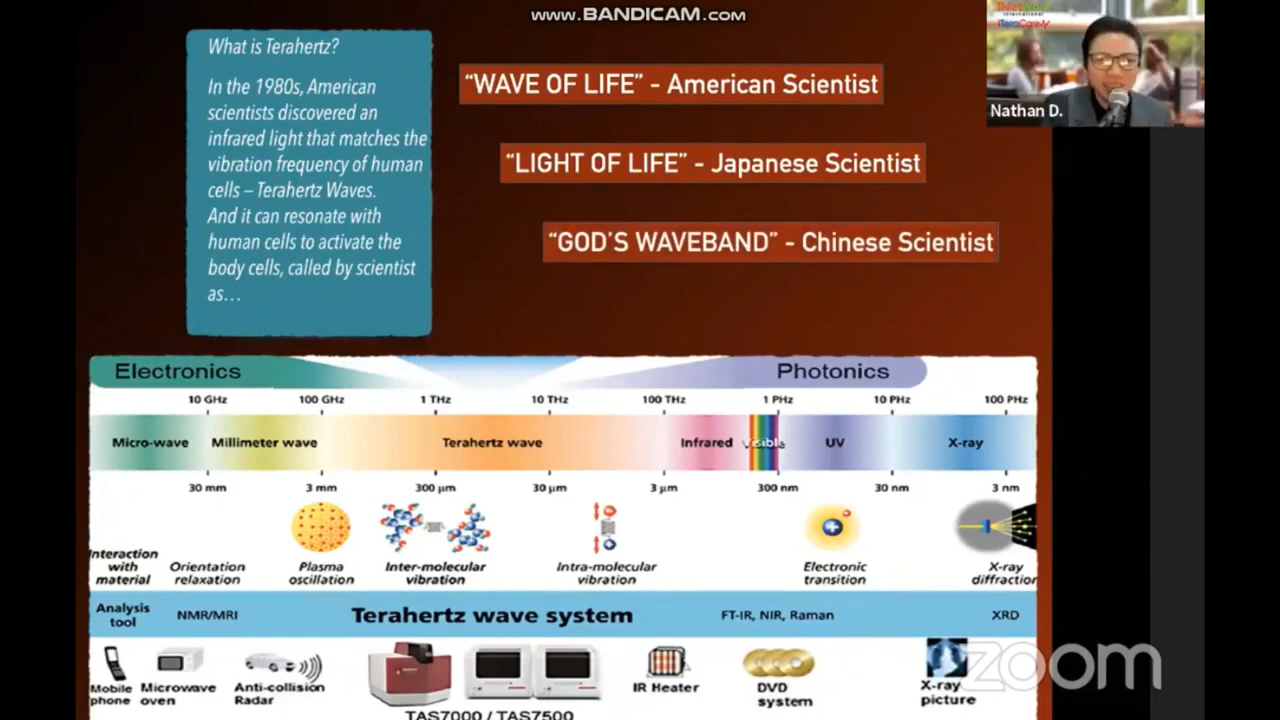 www.BANDICAM.com
What is Terahertz?
In the 1980s, American
scientists discovered an
infrared light that matches the
vibration frequency of human
cells – Terahertz Waves.
And it can resonate with
human cells to activate the
body cells, called by scientist
as…
“WAVE OF LIFE” - American Scientist
“LIGHT OF LIFE” - Japanese Scientist
“GOD’S WAVEBAND” - Chinese Scientist
International
iTeraCare
Nathan D.
Electronics Photonics
10 GHz 100 GHz 1 THz 10 THz 100 THz 1 PHz 10 PHz 100 PHz
Micro-wave Millimeter wave Terahertz wave Infrared Visible UV X-ray
30 mm 3 mm 300 µm 30 µm 3 µm 300 nm 30 nm 3 nm
Interaction
with
material
Orientation
relaxation
Plasma
oscillation
Inter-molecular
vibration
Intra-molecular
vibration
Electronic
transition
X-ray
diffraction
Analysis
tool
NMR/MRI Terahertz wave system FT-IR, NIR, Raman XRD
Mobile
phone
Microwave
oven
Anti-collision
Radar
TAS7000 / TAS7500
IR Heater
DVD
system
X-ray
picture
zoom